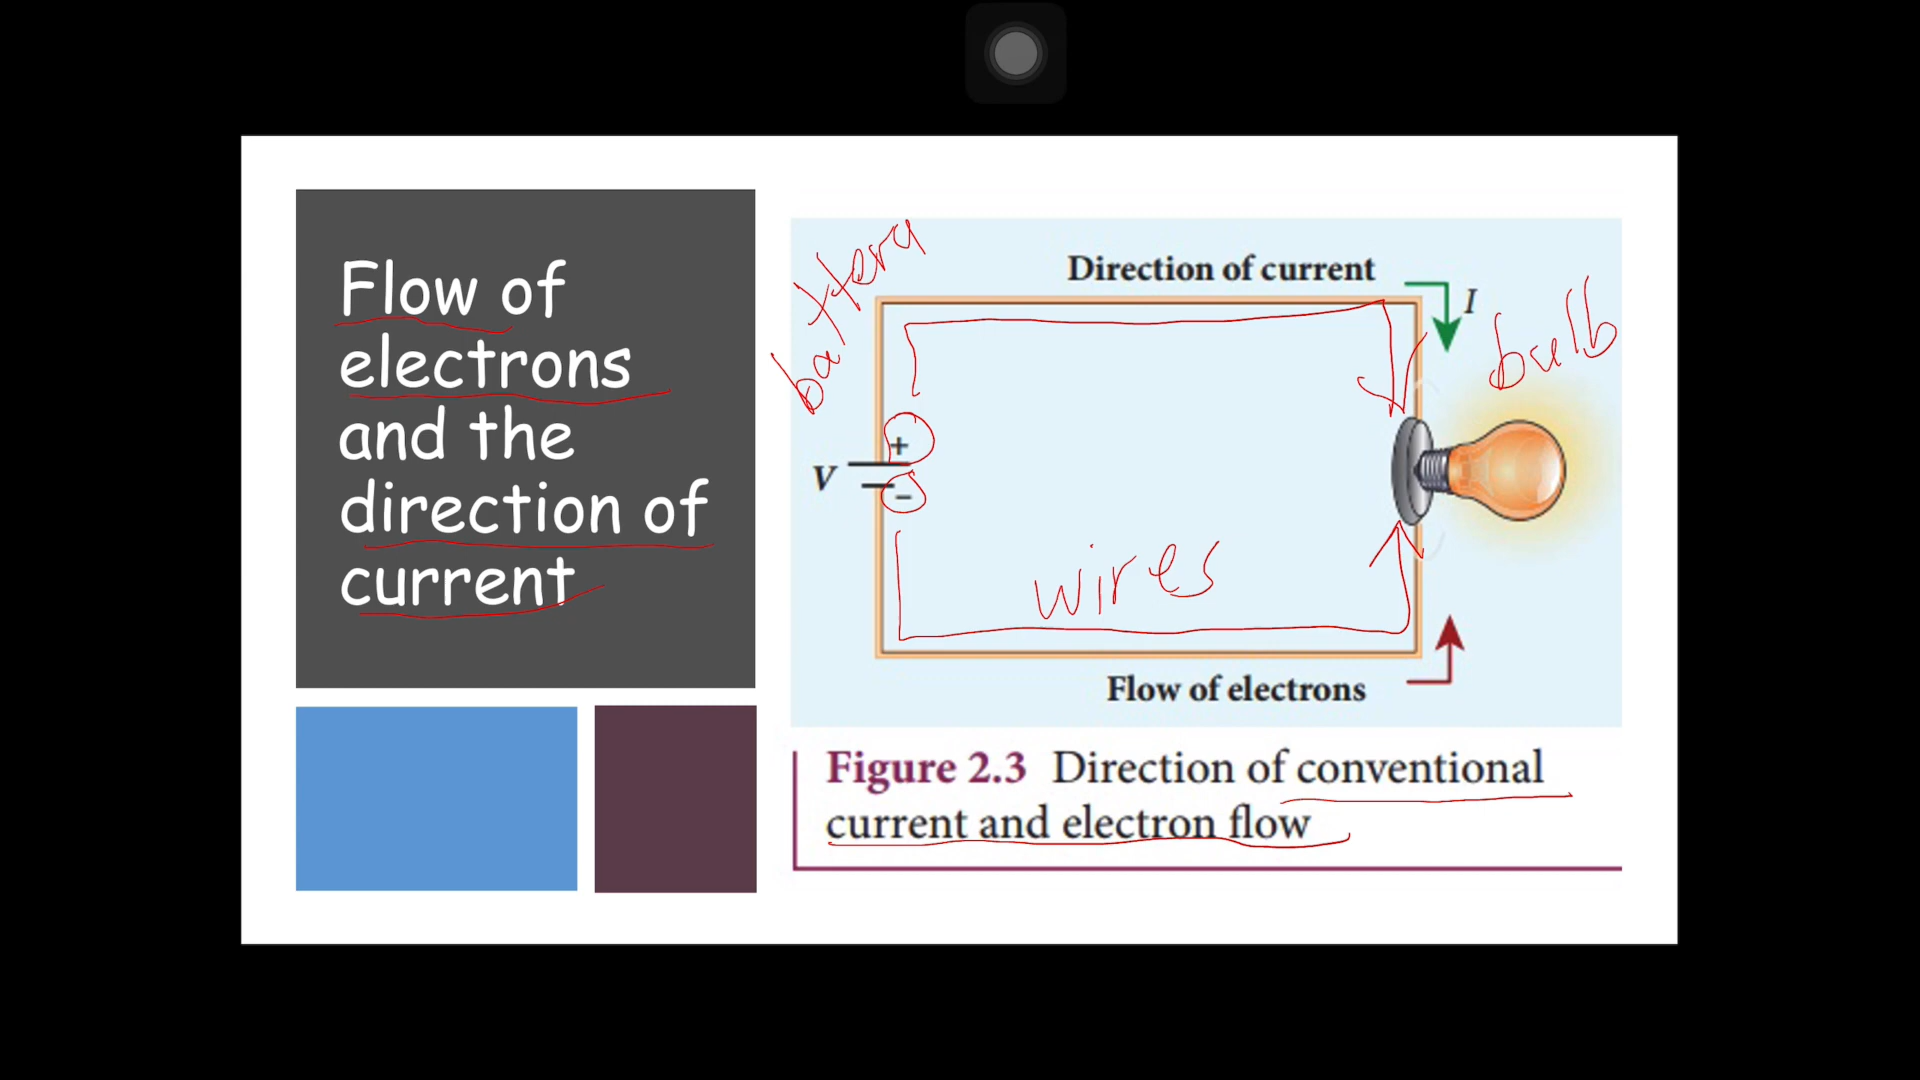 Flow of
electrons
and the
direction of
current
battery
Direction of current
I
bulb
+
V
−
wires
Flow of electrons
Figure 2.3 Direction of conventional
current and electron flow